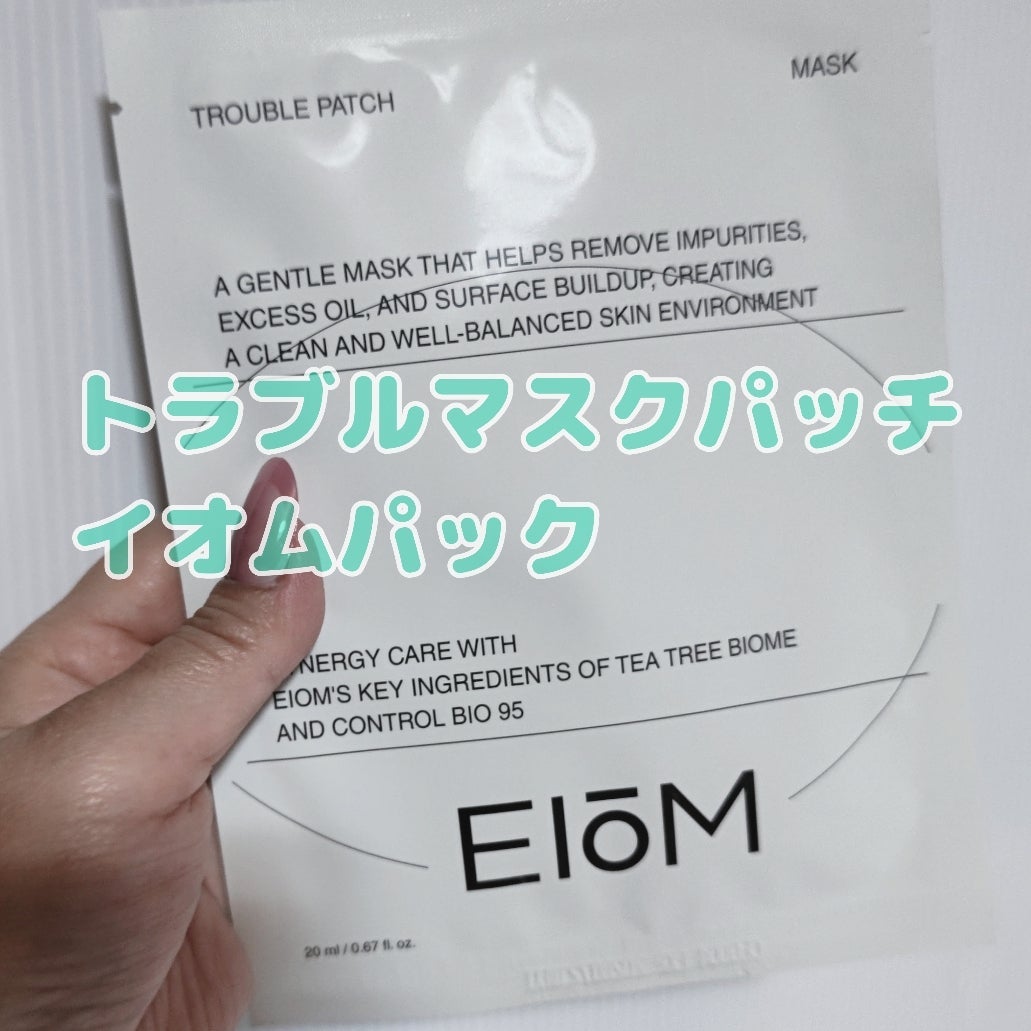 TROUBLE PATCH
MASK
A GENTLE MASK THAT HELPS REMOVE IMPURITIES,
EXCESS OIL, AND SURFACE BUILDUP, CREATING
A CLEAN AND WELL-BALANCED SKIN ENVIRONMENT
トラブルマスクパッチ
イオムパック
NERGY CARE WITH
EIOM'S KEY INGREDIENTS OF TEA TREE BIOME
AND CONTROL BIO 95
EIōM
20 ml / 0.67 fl. oz.